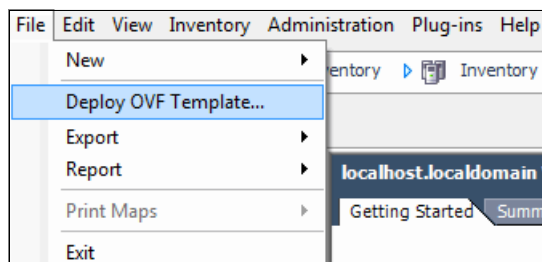 File Edit View Inventory Administration Plug-ins Help
New
Inventory
Deploy OVF Template...
Export
Report
localhost.localdomain
Print Maps
Getting Started
Exit